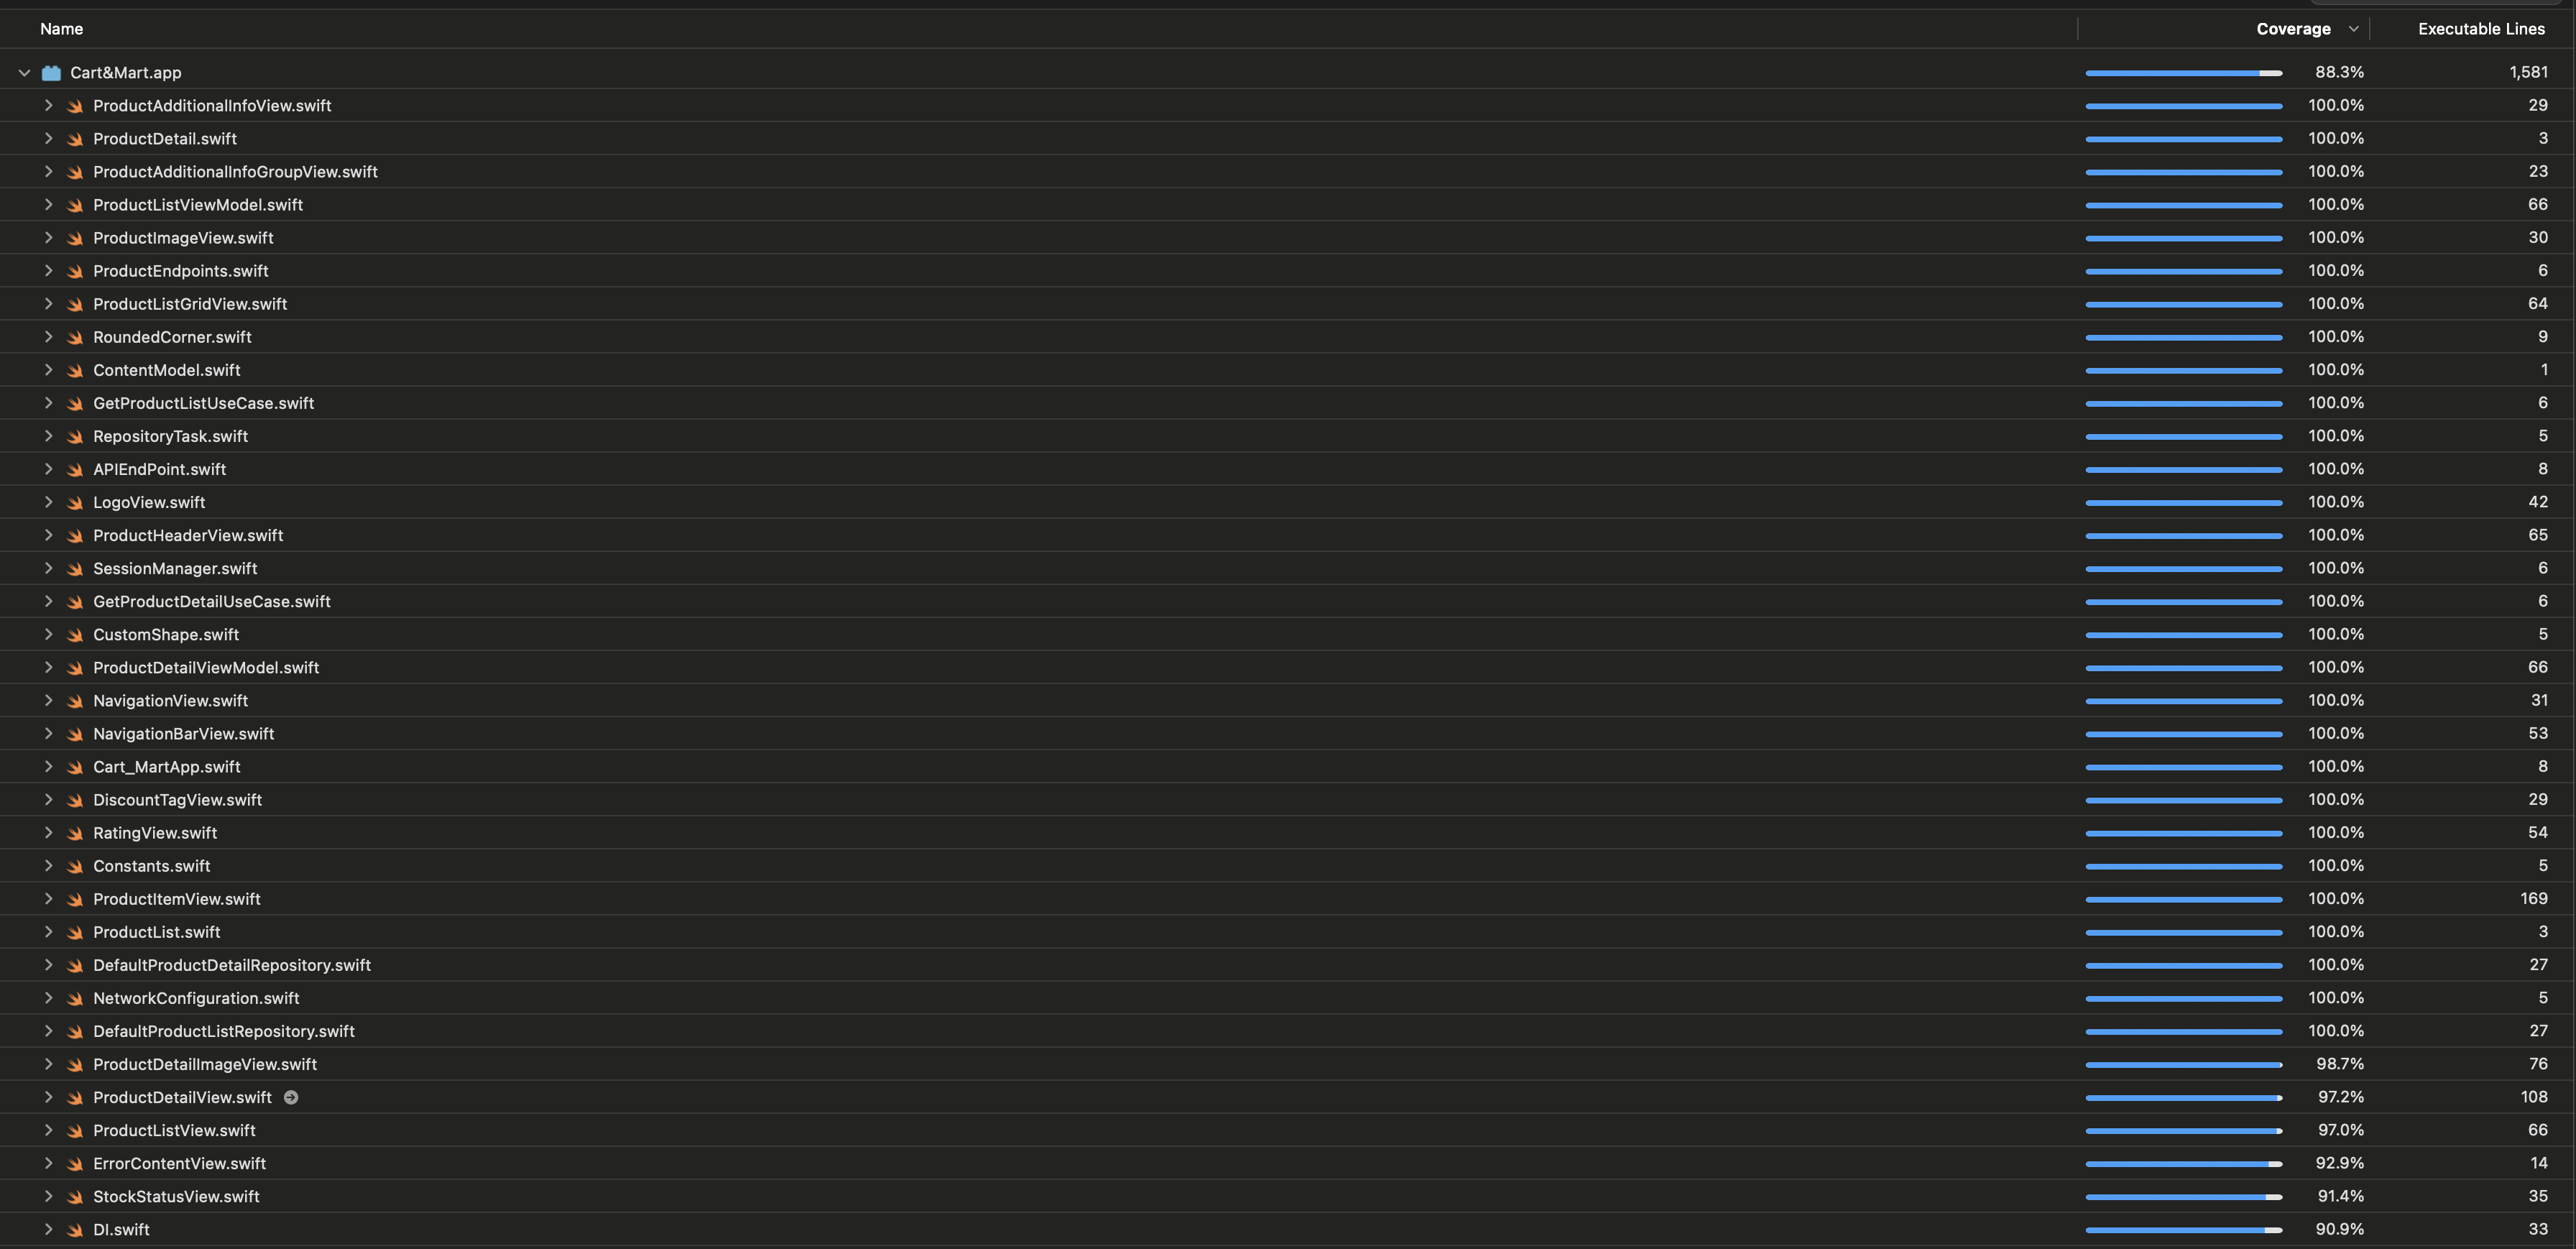 Name Coverage Executable Lines
Cart&Mart.app 88.3% 1,581
ProductAdditionalInfoView.swift 100.0% 29
ProductDetail.swift 100.0% 3
ProductAdditionalInfoGroupView.swift 100.0% 23
ProductListViewModel.swift 100.0% 66
ProductImageView.swift 100.0% 30
ProductEndpoints.swift 100.0% 6
ProductListGridView.swift 100.0% 64
RoundedCorner.swift 100.0% 9
ContentModel.swift 100.0% 1
GetProductListUseCase.swift 100.0% 6
RepositoryTask.swift 100.0% 5
APIEndPoint.swift 100.0% 8
LogoView.swift 100.0% 42
ProductHeaderView.swift 100.0% 65
SessionManager.swift 100.0% 6
GetProductDetailUseCase.swift 100.0% 6
CustomShape.swift 100.0% 5
ProductDetailViewModel.swift 100.0% 66
NavigationView.swift 100.0% 31
NavigationBarView.swift 100.0% 53
Cart_MartApp.swift 100.0% 8
DiscountTagView.swift 100.0% 29
RatingView.swift 100.0% 54
Constants.swift 100.0% 5
ProductItemView.swift 100.0% 169
ProductList.swift 100.0% 3
DefaultProductDetailRepository.swift 100.0% 27
NetworkConfiguration.swift 100.0% 5
DefaultProductListRepository.swift 100.0% 27
ProductDetailImageView.swift 98.7% 76
ProductDetailView.swift 97.2% 108
ProductListView.swift 97.0% 66
ErrorContentView.swift 92.9% 14
StockStatusView.swift 91.4% 35
DI.swift 90.9% 33